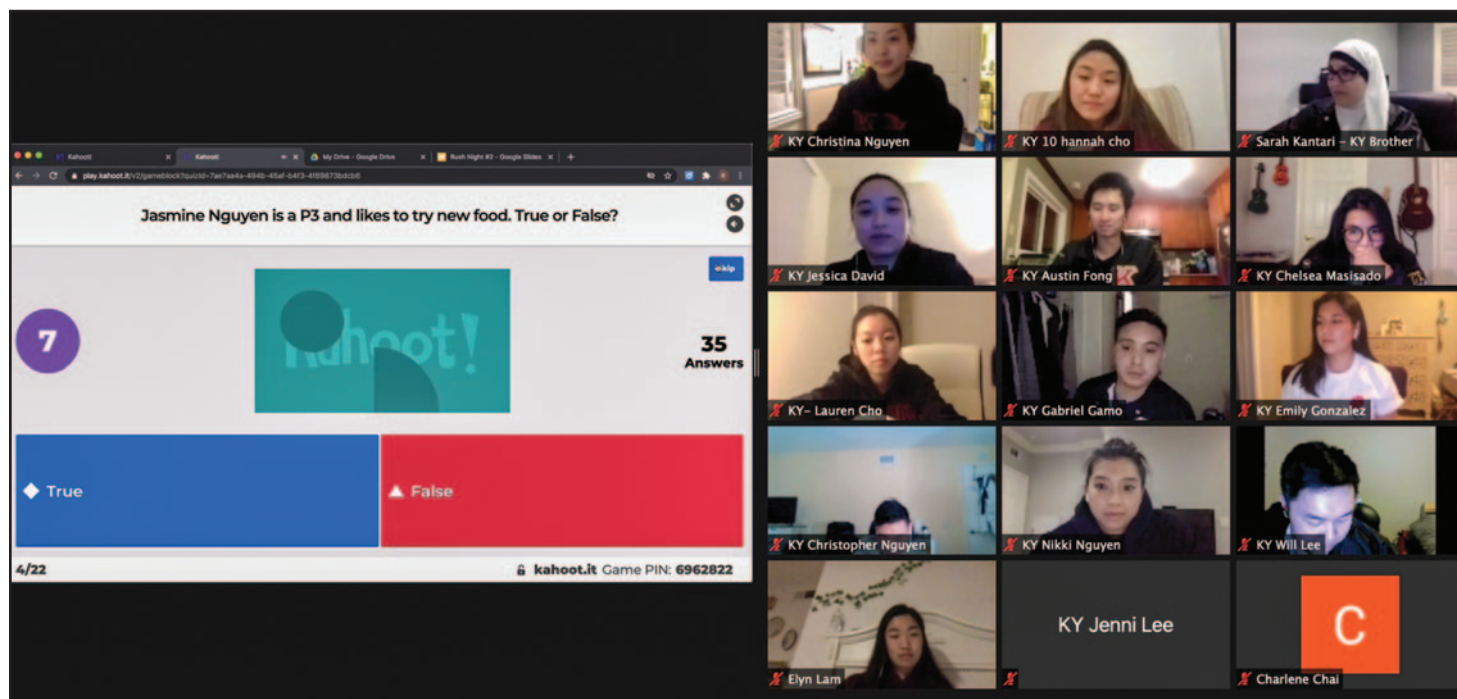 Kahoot!
Kahoot!
My Drive - Google Drive
Rush Night #2 - Google Slides
Jasmine Nguyen is a P3 and likes to try new food. True or False?
Skip
7
Kahoot!
35
Answers
True
False
4/22
kahoot.it Game PIN: 6962822
KY Christina Nguyen
KY 10 hannah cho
Sarah Kantari – KY Brother
KY Jessica David
KY Austin Fong
KY Chelsea Masisado
KY– Lauren Cho
KY Gabriel Gamo
KY Emily Gonzalez
KY Christopher Nguyen
KY Nikki Nguyen
KY Will Lee
Elyn Lam
KY Jenni Lee
C
Charlene Chai